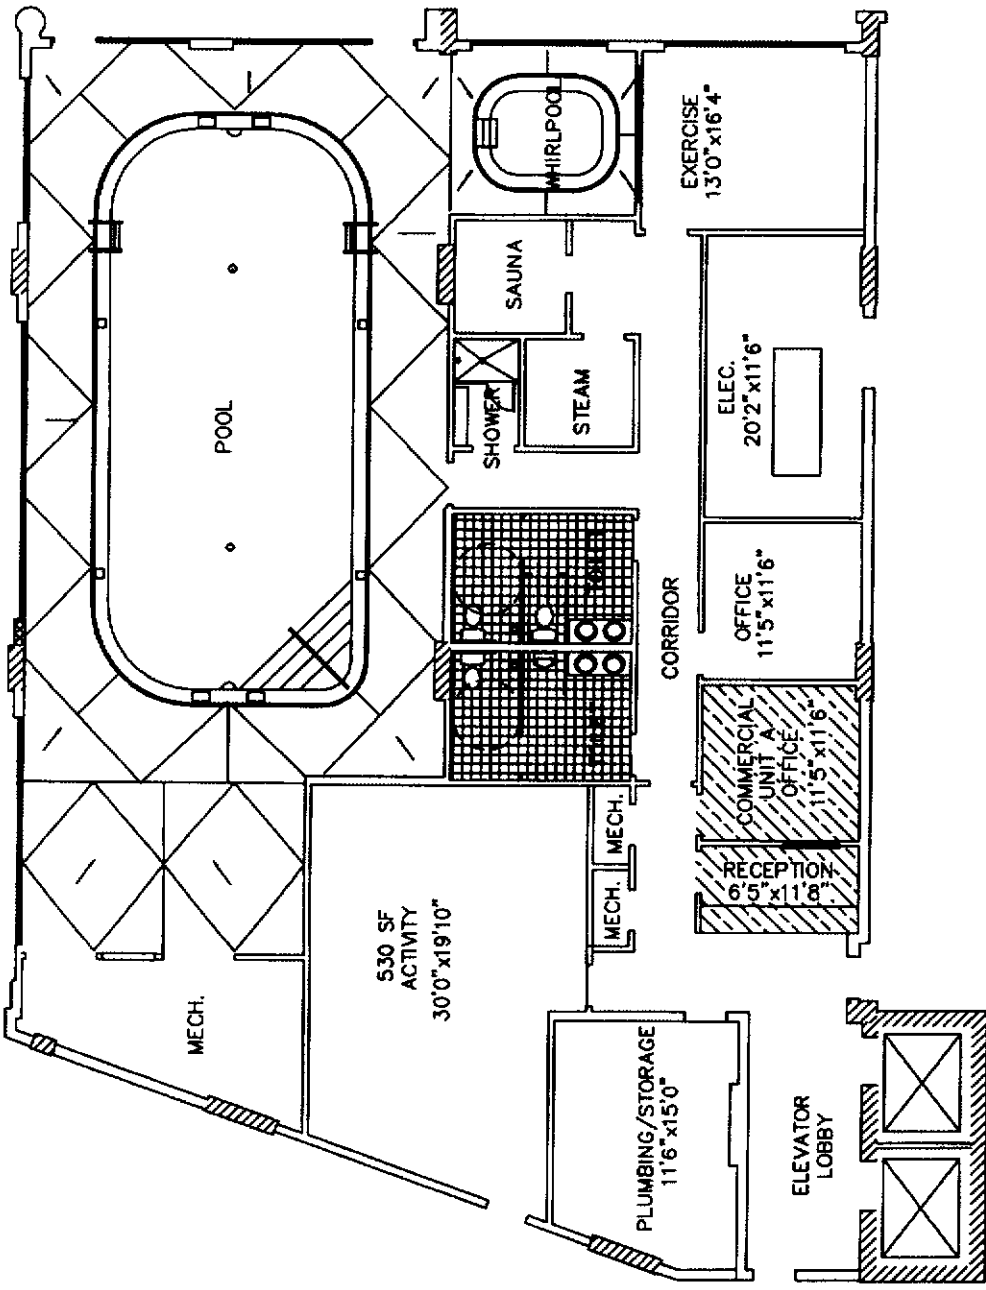 POOL
WHIRLPOOL
EXERCISE
13'0"x16'4"
SAUNA
SHOWER
STEAM
ELEC.
20'2"x11'6"
TOILET
TOILET
CORRIDOR
OFFICE
11'5"x11'6"
COMMERCIAL
UNIT A
OFFICE
11'5"x11'6"
RECEPTION
6'5"x11'8"
MECH.
MECH.
530 SF
ACTIVITY
30'0"x19'10"
MECH.
PLUMBING/STORAGE
11'6"x15'0"
ELEVATOR
LOBBY